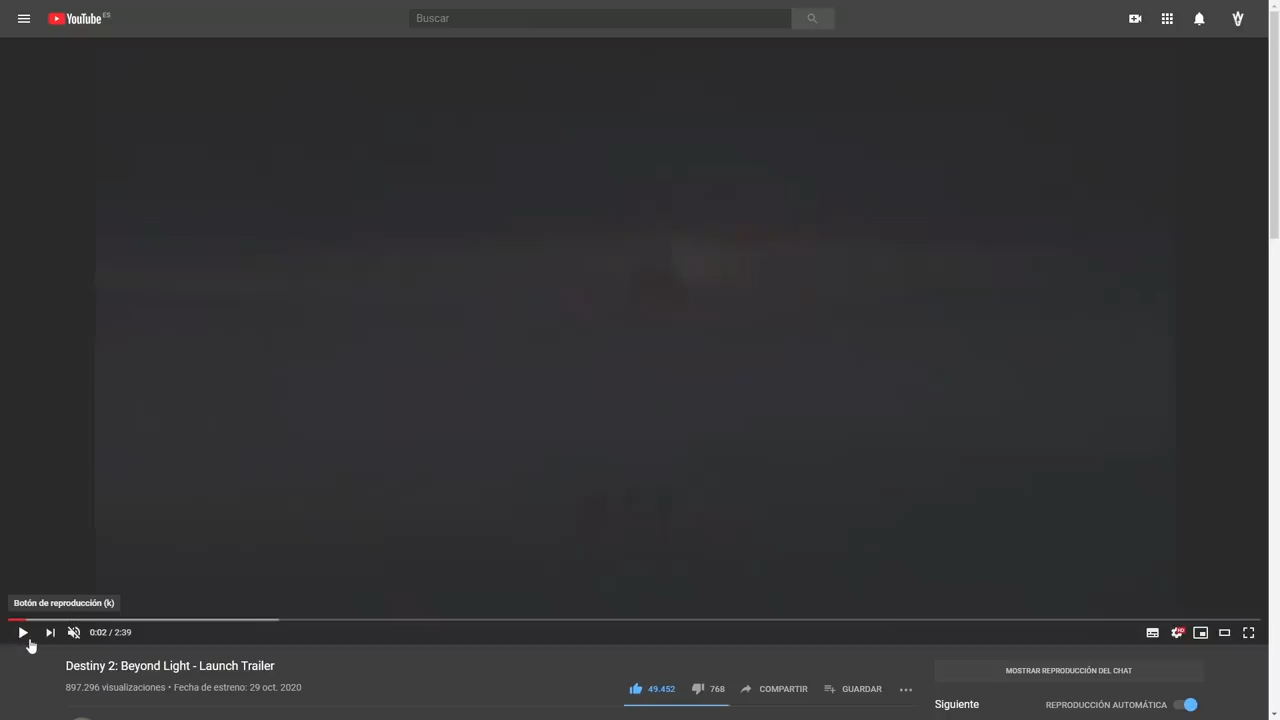 YouTube ES
Buscar
Botón de reproducción (k)
0:02 / 2:39
HD
Destiny 2: Beyond Light - Launch Trailer
897.296 visualizaciones • Fecha de estreno: 29 oct. 2020
49.452
768
COMPARTIR
GUARDAR
MOSTRAR REPRODUCCIÓN DEL CHAT
Siguiente
REPRODUCCIÓN AUTOMÁTICA